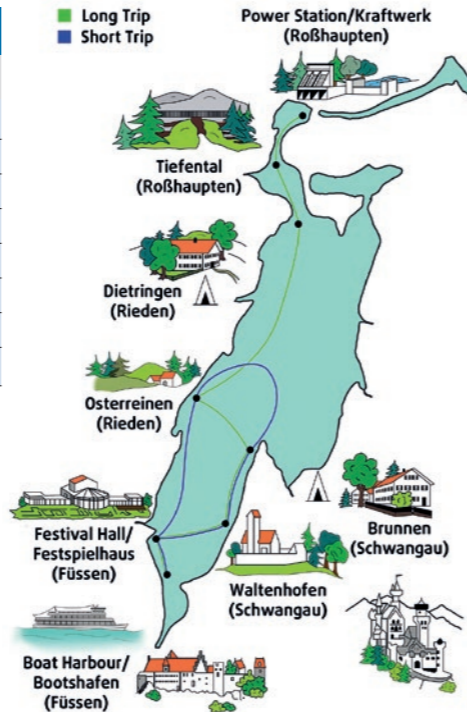 Long Trip
Short Trip
Power Station/Kraftwerk
(Roßhaupten)
Tiefental
(Roßhaupten)
Dietringen
(Rieden)
Osterreinen
(Rieden)
Festival Hall/
Festspielhaus
(Füssen)
Brunnen
(Schwangau)
Waltenhofen
(Schwangau)
Boat Harbour/
Bootshafen
(Füssen)